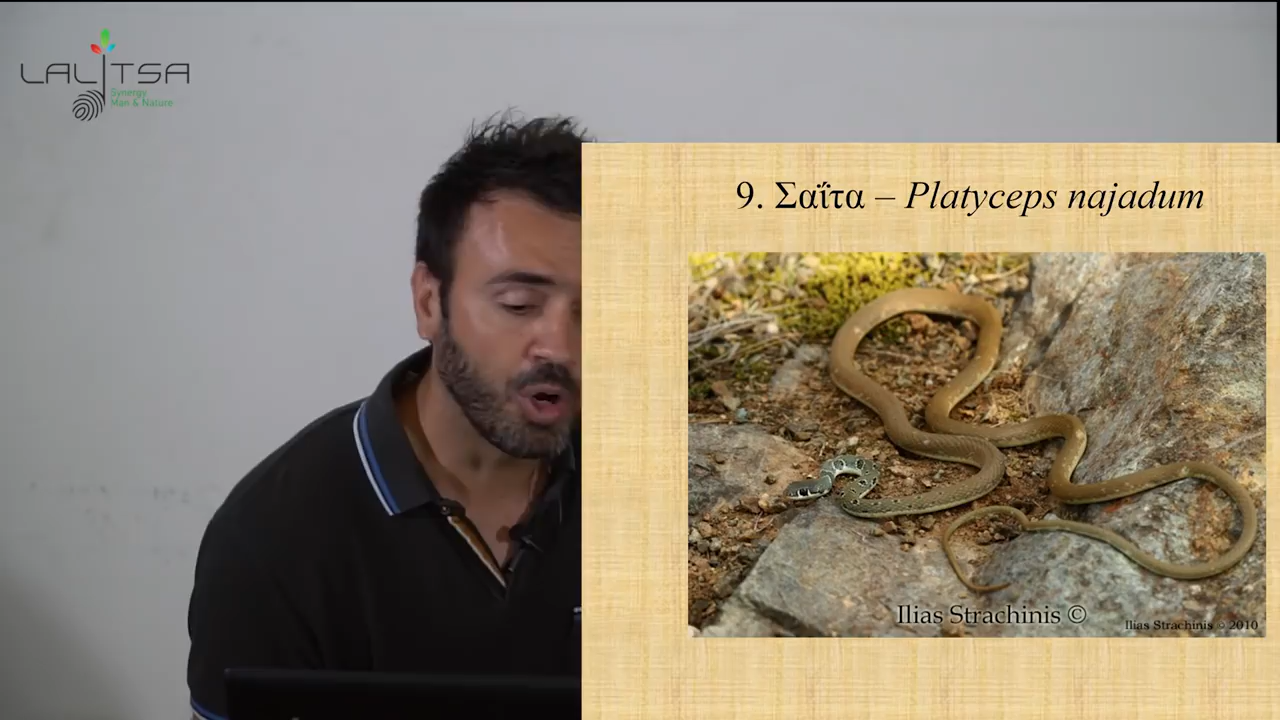 LALITSA
Synergy
Man & Nature
9. Σαΐτα – Platyceps najadum
Ilias Strachinis ©
Ilias Strachinis © 2010